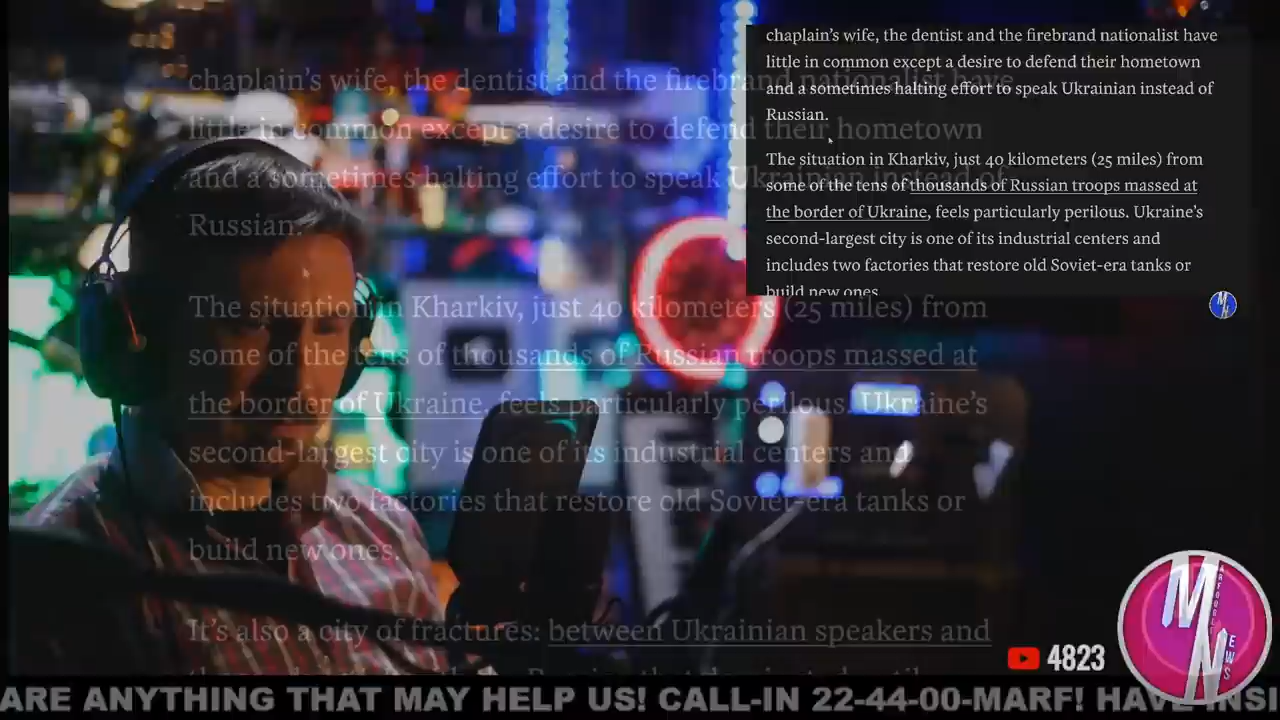 chaplain's wife, the dentist and the firebrand nationalist have
little in common except a desire to defend their hometown
and a sometimes halting effort to speak Ukrainian instead of
Russian.
The situation in Kharkiv, just 40 kilometers (25 miles) from
some of the tens of thousands of Russian troops massed at
the border of Ukraine, feels particularly perilous. Ukraine's
second-largest city is one of its industrial centers and
includes two factories that restore old Soviet-era tanks or
build new ones.
chaplain's wife, the dentist and the firebrand nationalist have
little in common except a desire to defend their hometown
and a sometimes halting effort to speak Ukrainian instead of
Russian.
The situation in Kharkiv, just 40 kilometers (25 miles) from
some of the tens of thousands of Russian troops massed at
the border of Ukraine, feels particularly perilous. Ukraine's
second-largest city is one of its industrial centers and
includes two factories that restore old Soviet-era tanks or
build new ones.
It's also a city of fractures: between Ukrainian speakers and
4823
MN
NEWS
ARE ANYTHING THAT MAY HELP US! CALL-IN 22-44-00-MARF! HAVE INSI